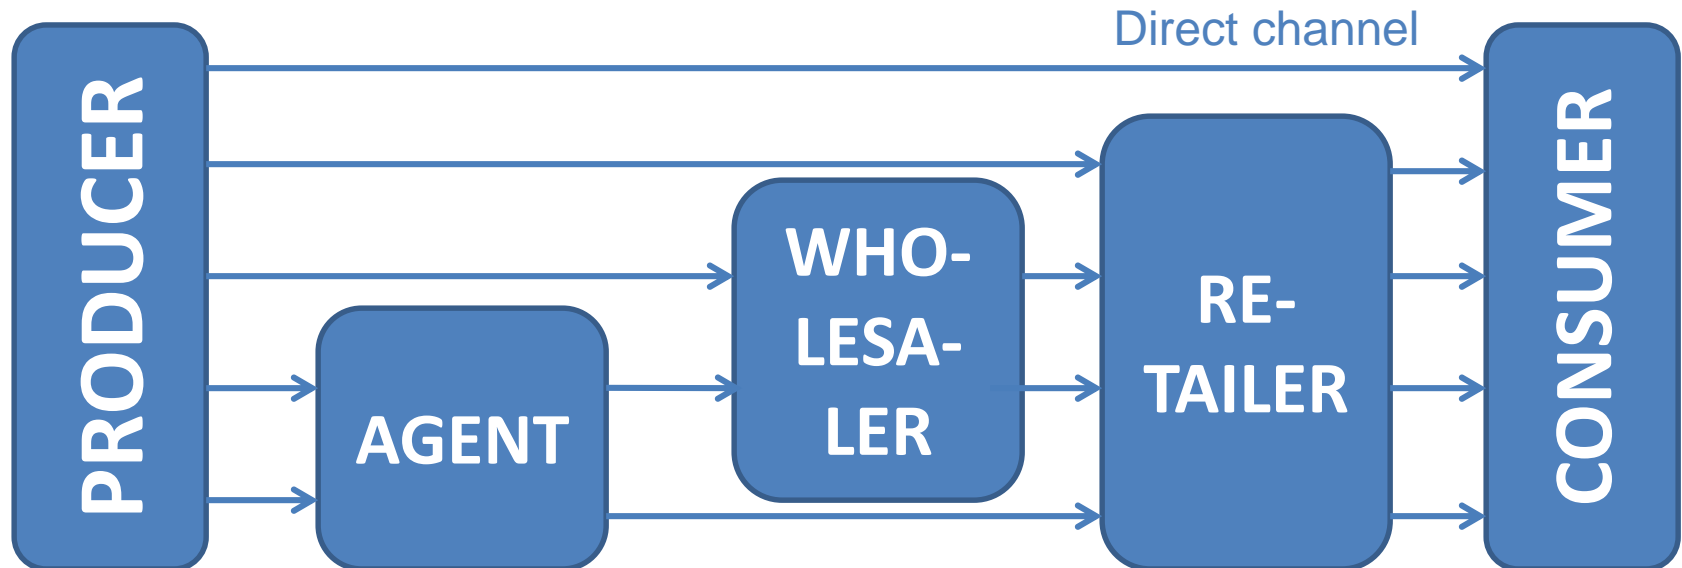 Direct channel
PRODUCER
AGENT
WHO-
LESA-
LER
RE-
TAILER
CONSUMER